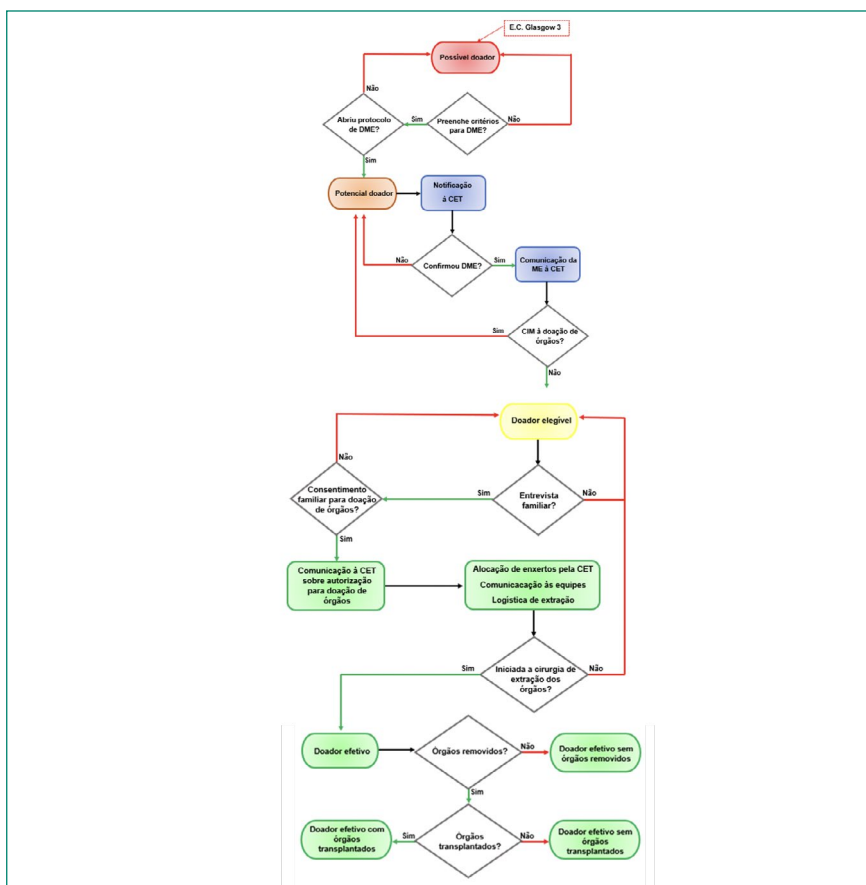 E.C. Glasgow 3
Possível doador
Não
Abriu protocolo
de DME?
Sim
Preenche critérios
para DME?
Não
Sim
Potencial doador
Notificação
à CET
Não
Confirmou DME?
Sim
Comunicação da
ME à CET
Sim
CIM à doação de
órgãos?
Não
Doador elegível
Não
Consentimento
familiar para doação
de órgãos?
Sim
Entrevista
familiar?
Não
Sim
Comunicação à CET
sobre autorização
para doação de
órgãos
Alocação de enxertos pela CET
Comunicacação às equipes
Logística de extração
Sim
Iniciada a cirurgia de
extração dos
órgãos?
Não
Doador efetivo
Órgãos removidos?
Não
Doador efetivo sem
órgãos removidos
Sim
Doador efetivo com
órgãos
transplantados
Sim
Órgãos
transplantados?
Não
Doador efetivo sem
órgãos
transplantados